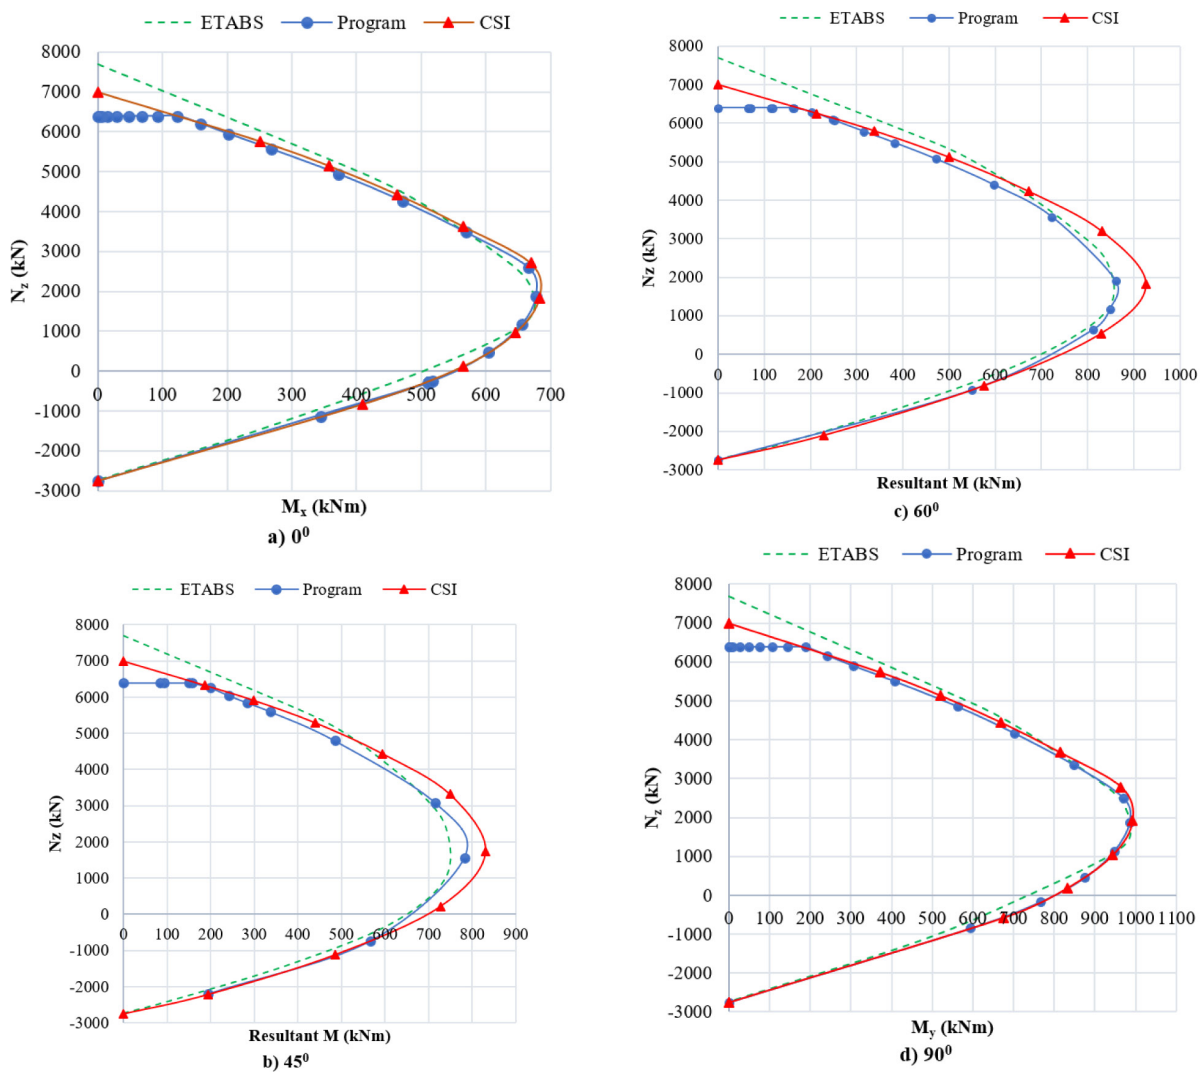 ETABS Program CSI
8000
7000
6000
5000
4000
3000
2000
1000
0
-1000
-2000
-3000
Nz (kN)
0 100 200 300 400 500 600 700
Mx (kNm)
a) 0⁰
ETABS Program CSI
8000
7000
6000
5000
4000
3000
2000
1000
0
-1000
-2000
-3000
Nz (kN)
0 100 200 300 400 500 600 700 800 900 1000
Resultant M (kNm)
c) 60⁰
ETABS Program CSI
8000
7000
6000
5000
4000
3000
2000
1000
0
-1000
-2000
-3000
Nz (kN)
0 100 200 300 400 500 600 700 800 900
Resultant M (kNm)
b) 45⁰
ETABS Program CSI
8000
7000
6000
5000
4000
3000
2000
1000
0
-1000
-2000
-3000
Nz (kN)
0 100 200 300 400 500 600 700 800 900 1000 1100
My (kNm)
d) 90⁰